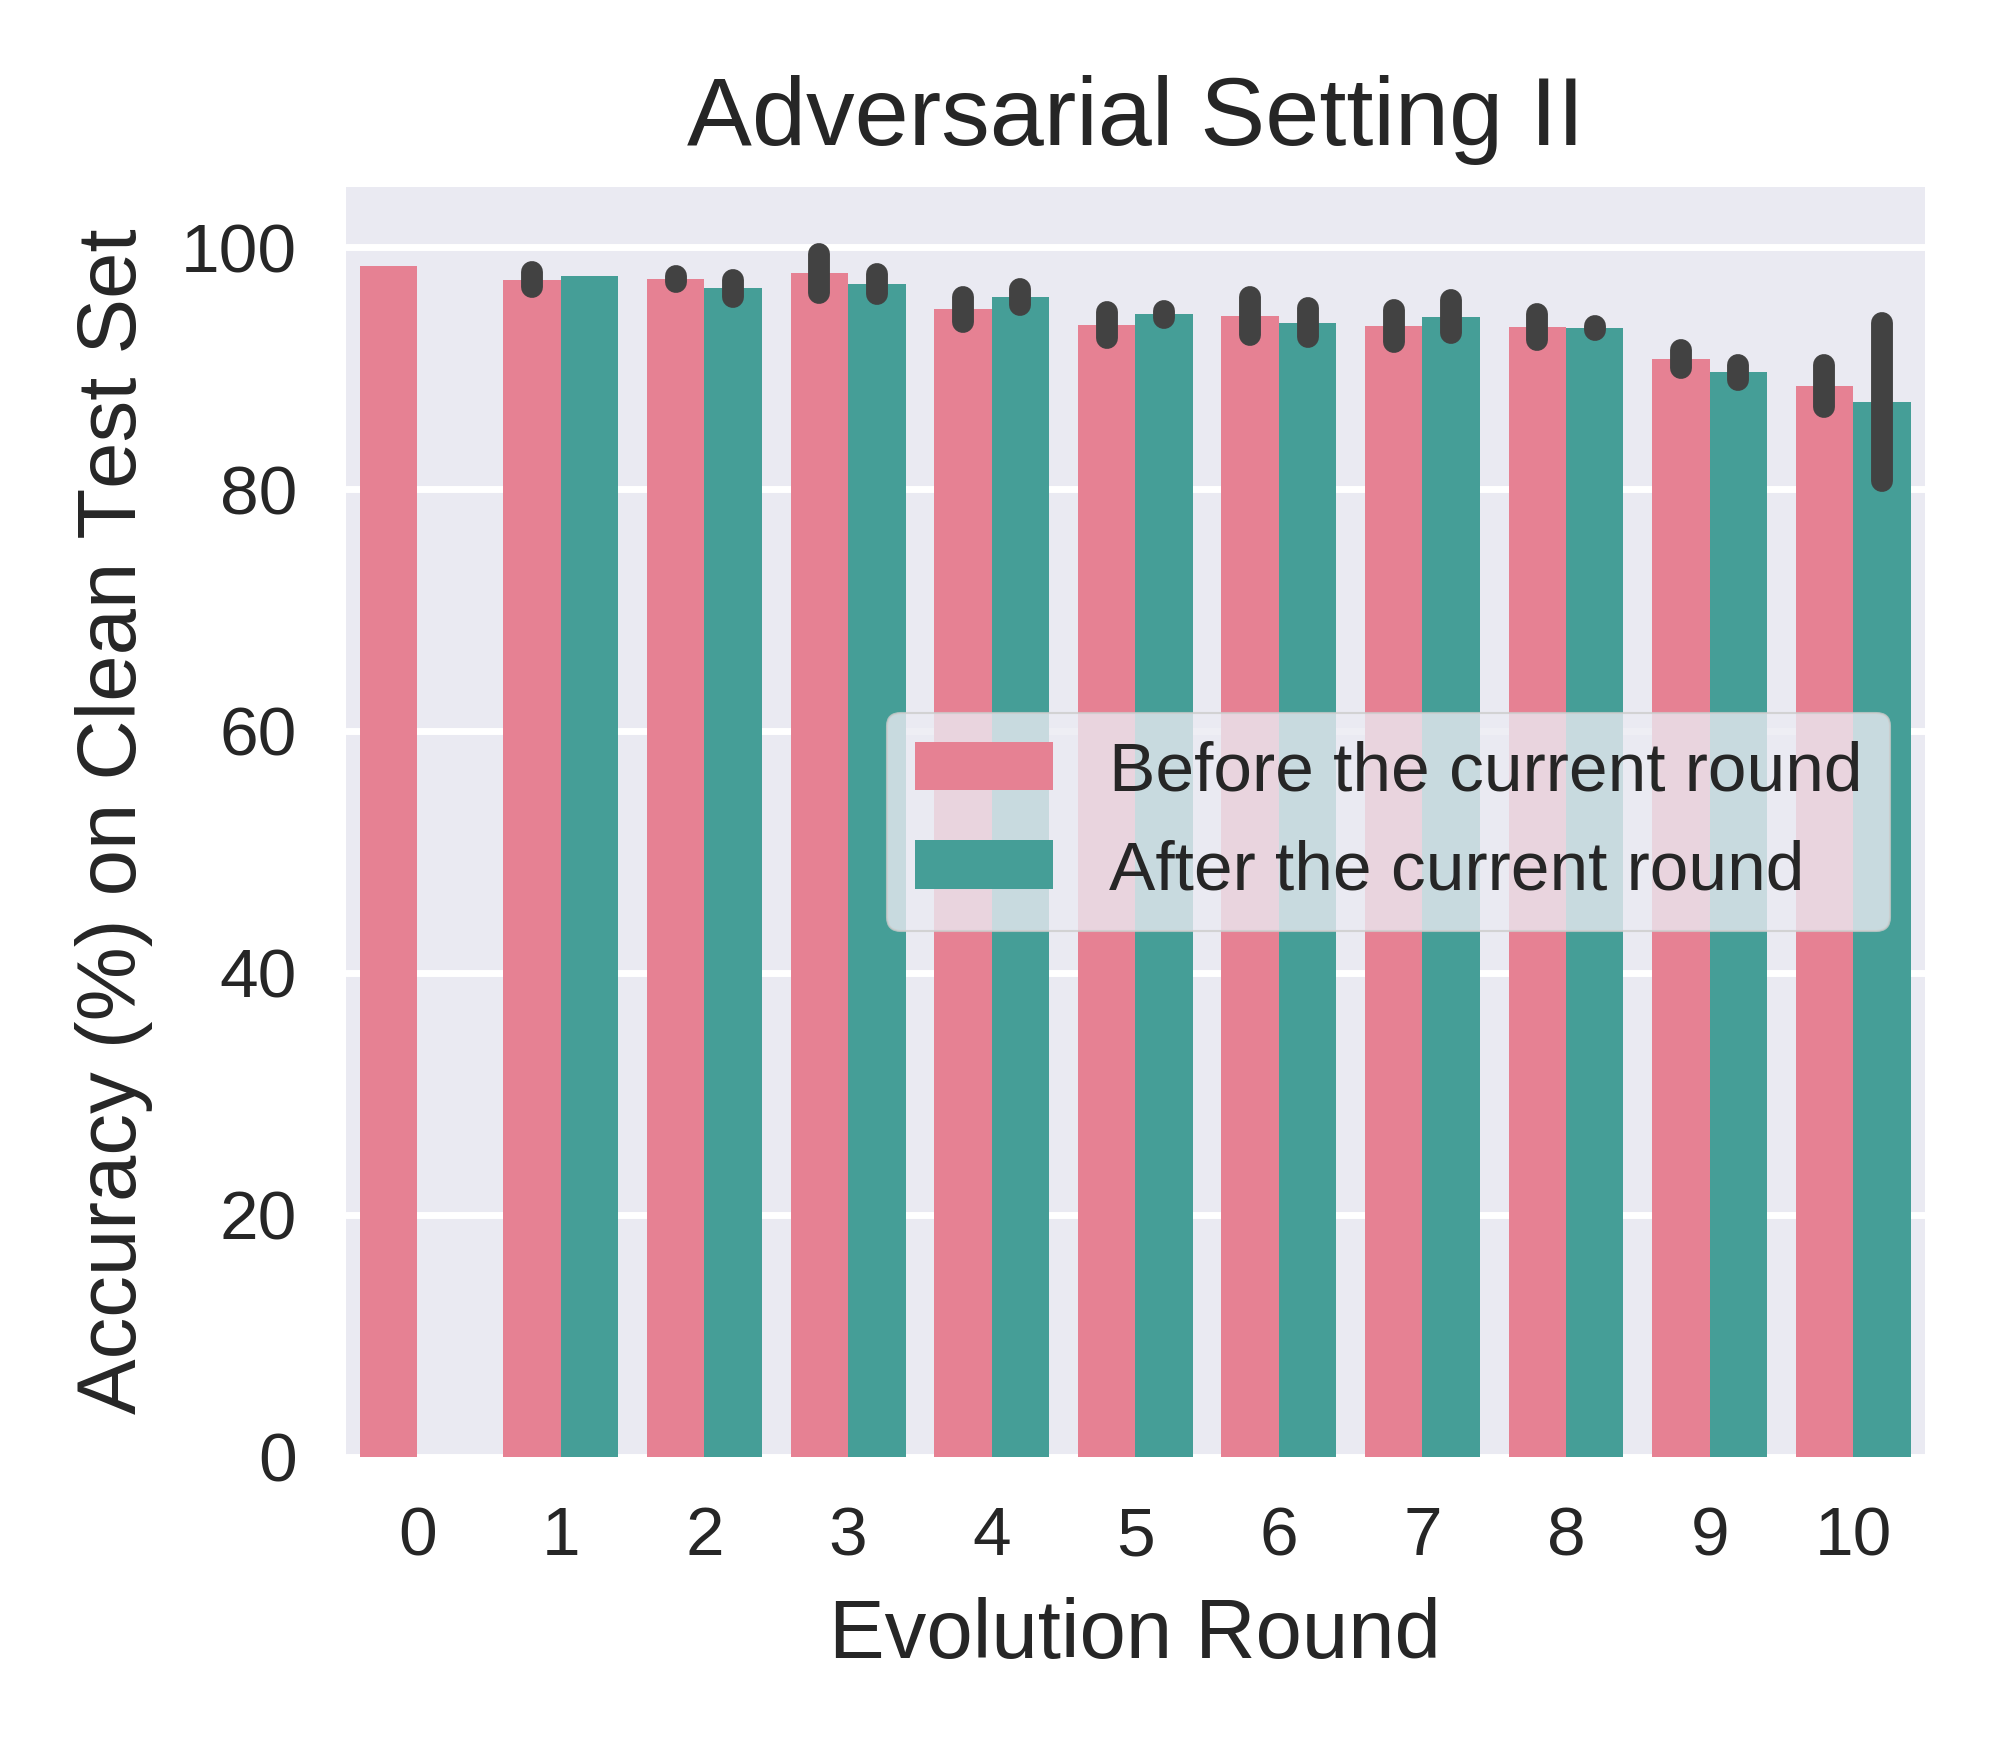 Adversarial Setting II
Accuracy (%) on Clean Test Set
100
80
60
40
20
0
Before the current round
After the current round
0 1 2 3 4 5 6 7 8 9 10
Evolution Round